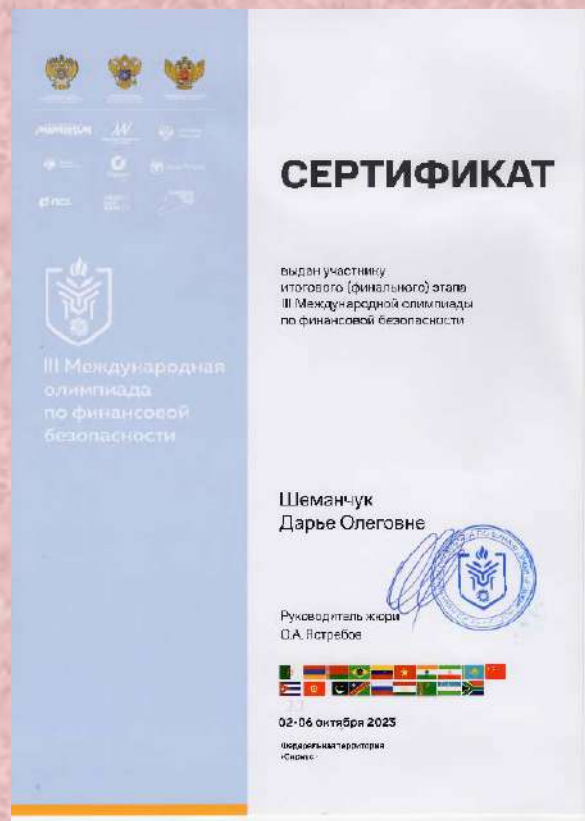 III Международная
олимпиада
по финансовой
безопасности
СЕРТИФИКАТ
выдан участнику
итогового (финального) этапа
III Международной олимпиады
по финансовой безопасности
Шеманчук
Дарье Олеговне
Руководитель жюри
О.А. Ястребов
02-06 октября 2023
Федеральная территория
«Сириус»